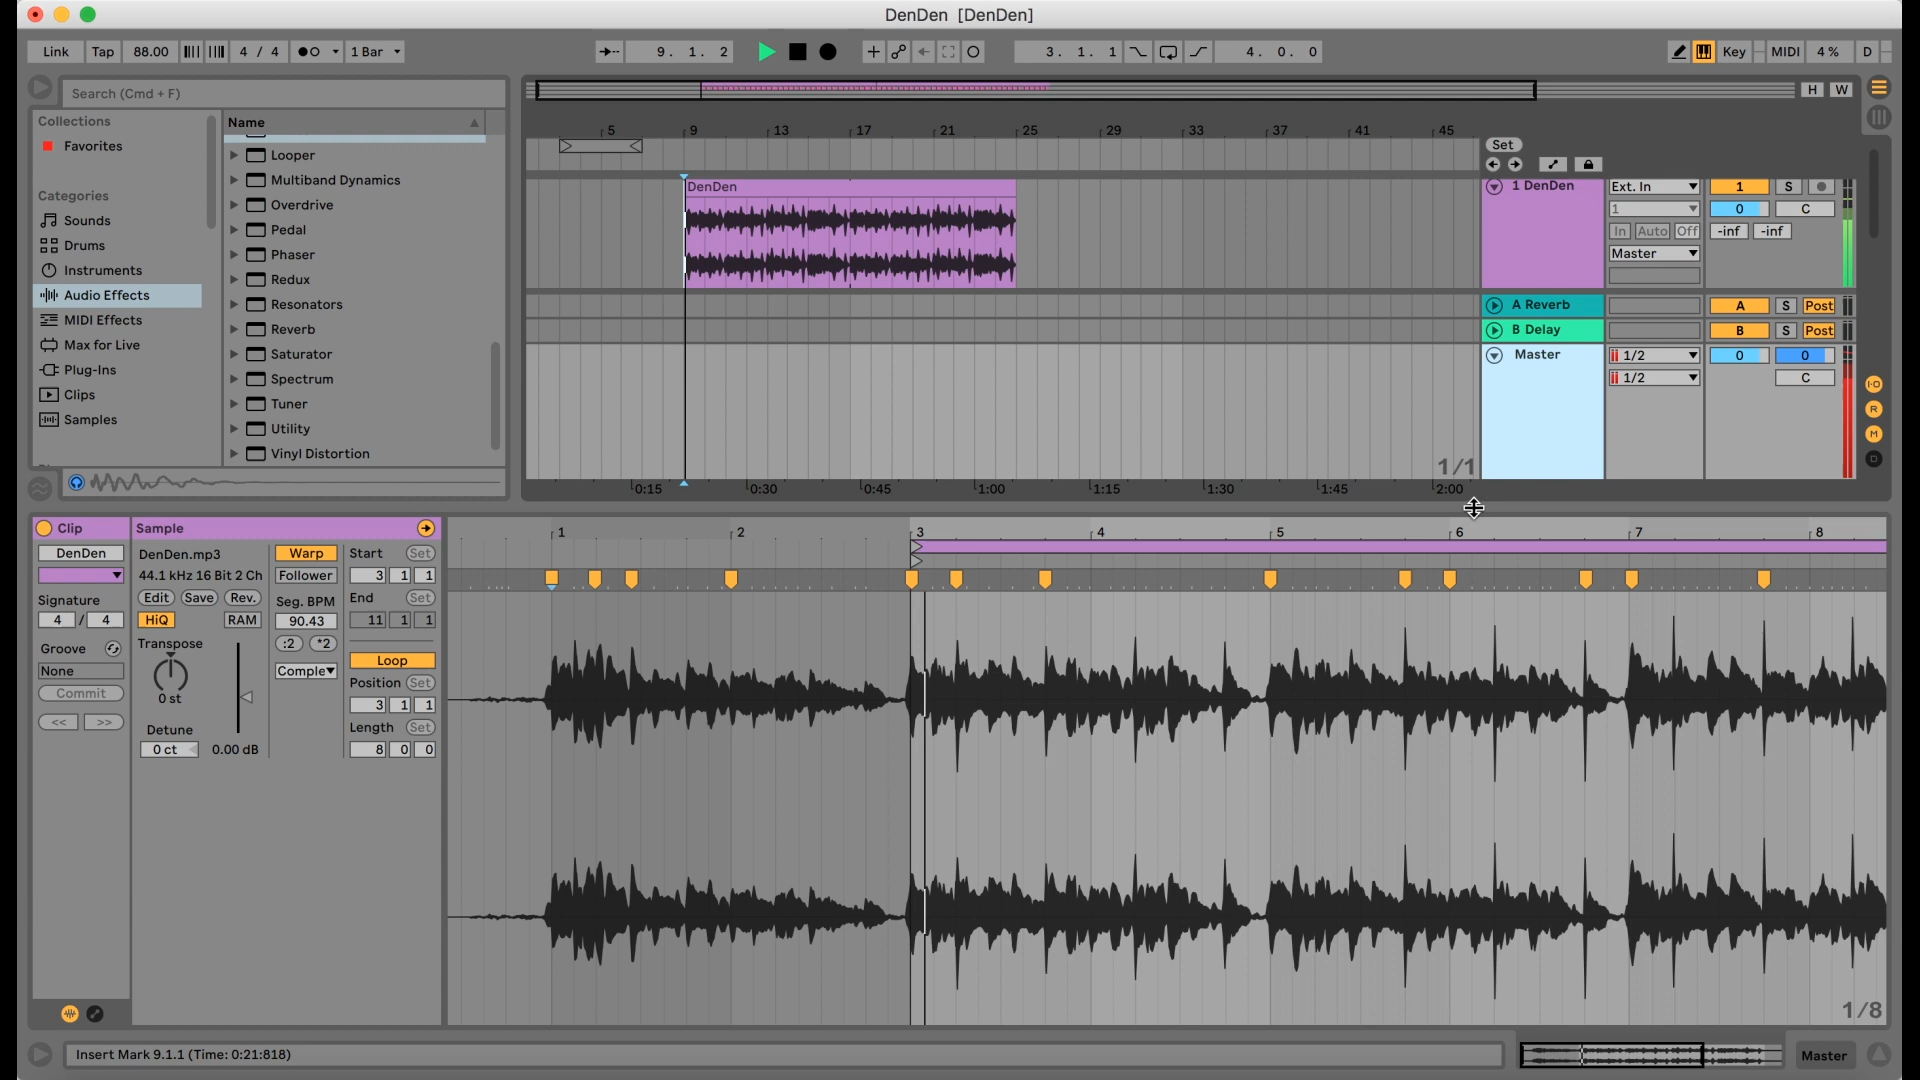 DenDen [DenDen]
Link Tap 88.00 4 / 4 1 Bar 9. 1. 2 3. 1. 1 4. 0. 0 Key MIDI 4 % D
Search (Cmd + F)
H W
Collections
Favorites
Categories
Sounds
Drums
Instruments
Audio Effects
MIDI Effects
Max for Live
Plug-Ins
Clips
Samples
Name
Looper
Multiband Dynamics
Overdrive
Pedal
Phaser
Redux
Resonators
Reverb
Saturator
Spectrum
Tuner
Utility
Vinyl Distortion
5 9 13 17 21 25 29 33 37 41 45
Set
DenDen
1 DenDen Ext. In 1 S
1 0 C
In Auto Off -inf -inf
Master
A Reverb A S Post
B Delay B S Post
Master 1/2 0 0
1/2 C
I·O
R
M
D
1/1
0:15 0:30 0:45 1:00 1:15 1:30 1:45 2:00
Clip
DenDen
Signature
4 / 4
Groove
None
Commit
<< >>
Sample
DenDen.mp3
44.1 kHz 16 Bit 2 Ch
Edit Save Rev.
HiQ RAM
Transpose
0 st
Detune
0 ct 0.00 dB
Warp
Follower
Seg. BPM
90.43
:2 *2
Comple
Start Set
3 1 1
End Set
11 1 1
Loop
Position Set
3 1 1
Length Set
8 0 0
1 2 3 4 5 6 7 8
1/8
Insert Mark 9.1.1 (Time: 0:21:818)
Master